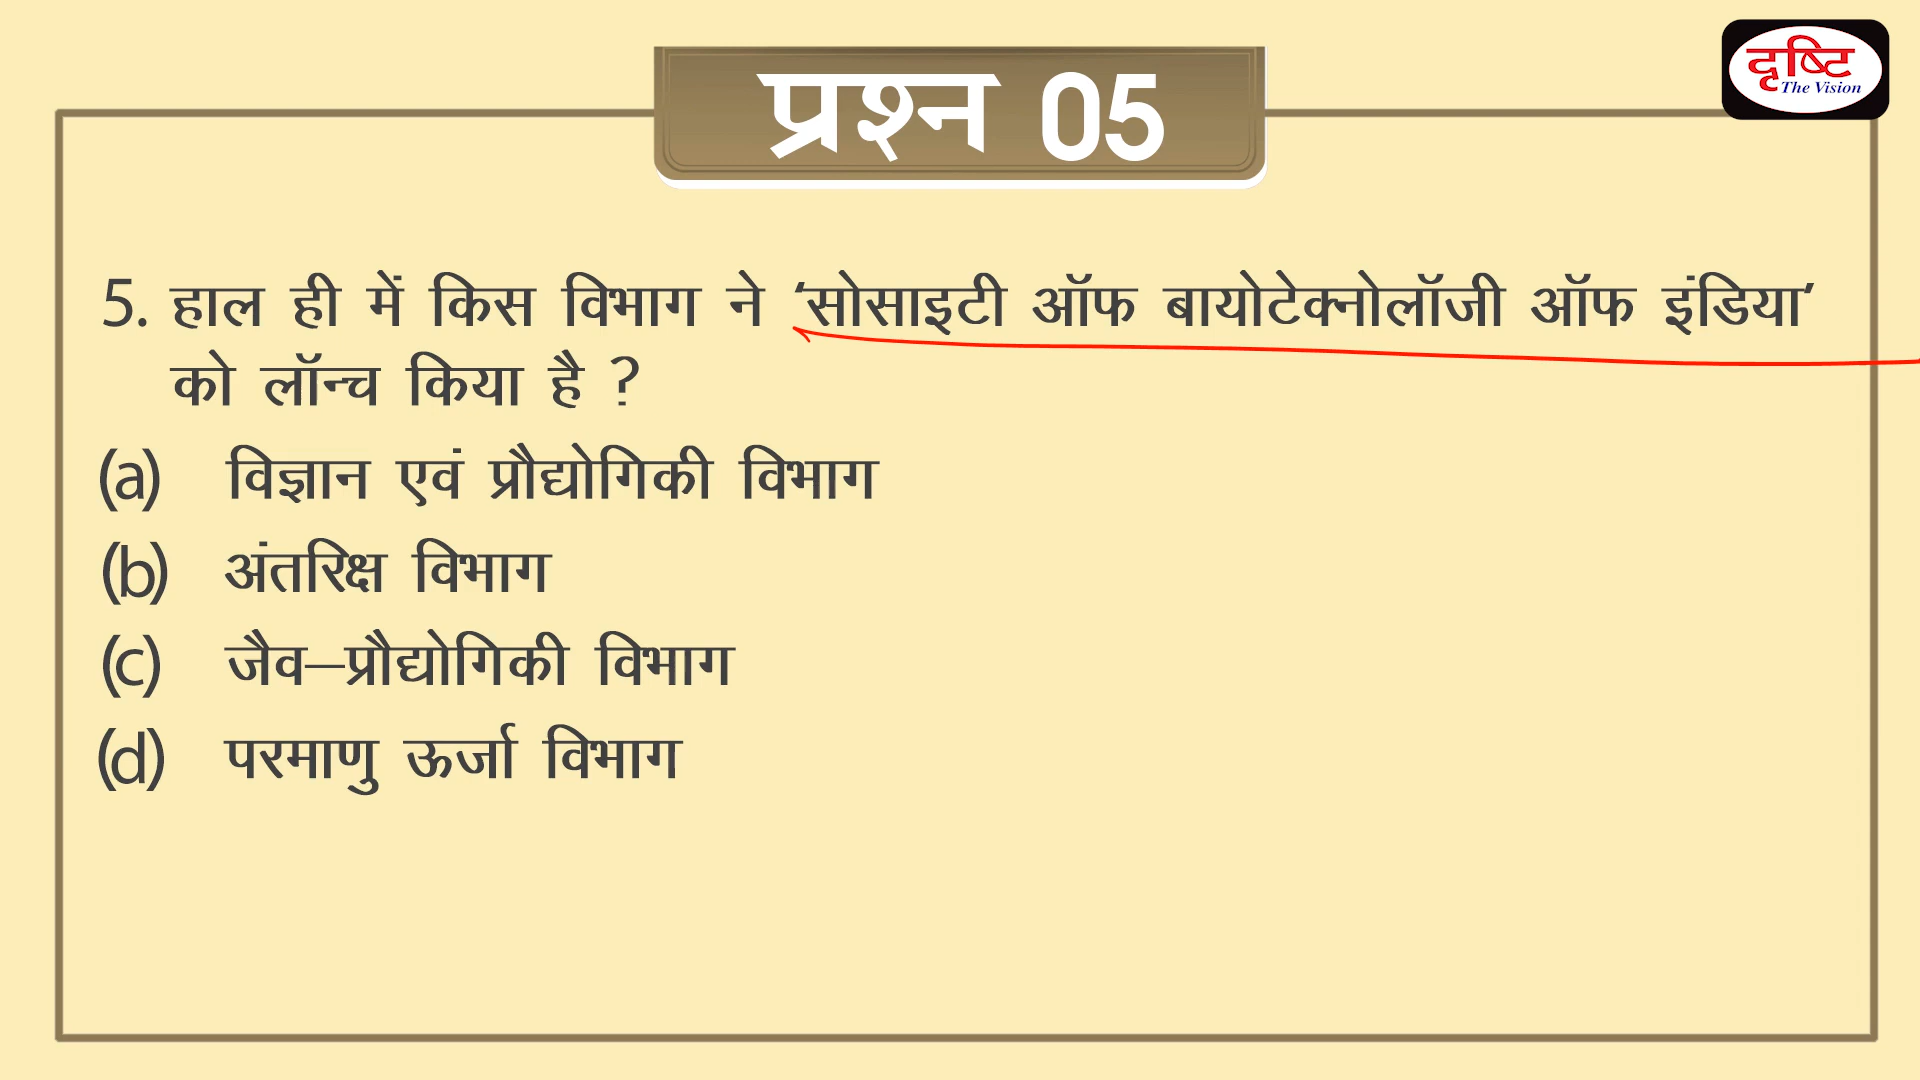 दृष्टि
The Vision
प्रश्न 05
5. हाल ही में किस विभाग ने ‘सोसाइटी ऑफ बायोटेक्नोलॉजी ऑफ इंडिया’
को लॉन्च किया है ?
(a) विज्ञान एवं प्रौद्योगिकी विभाग
(b) अंतरिक्ष विभाग
(c) जैव–प्रौद्योगिकी विभाग
(d) परमाणु ऊर्जा विभाग